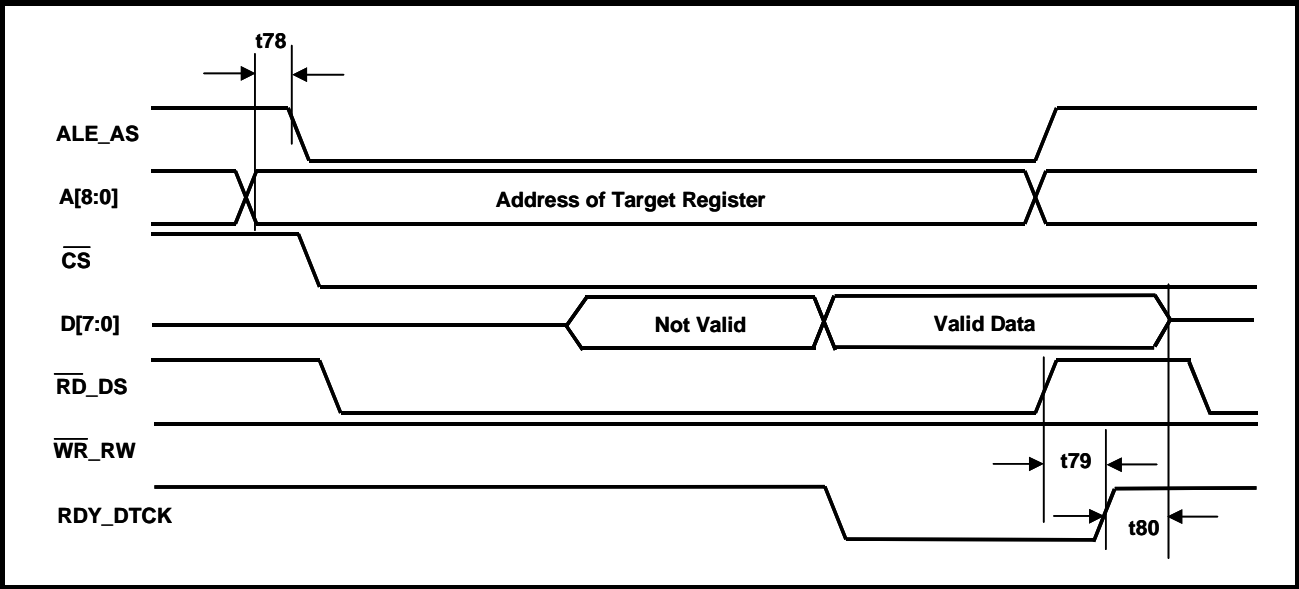 t78
ALE_AS
A[8:0]
Address of Target Register
CS
D[7:0]
Not Valid
Valid Data
RD_DS
WR_RW
t79
RDY_DTCK
t80